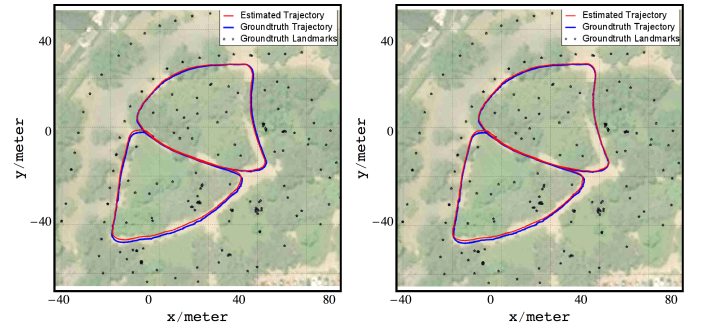 Estimated Trajectory
Groundtruth Trajectory
Groundtruth Landmarks
40
0
−40
y/meter
−40 0 40 80
x/meter
Estimated Trajectory
Groundtruth Trajectory
Groundtruth Landmarks
40
0
−40
y/meter
−40 0 40 80
x/meter